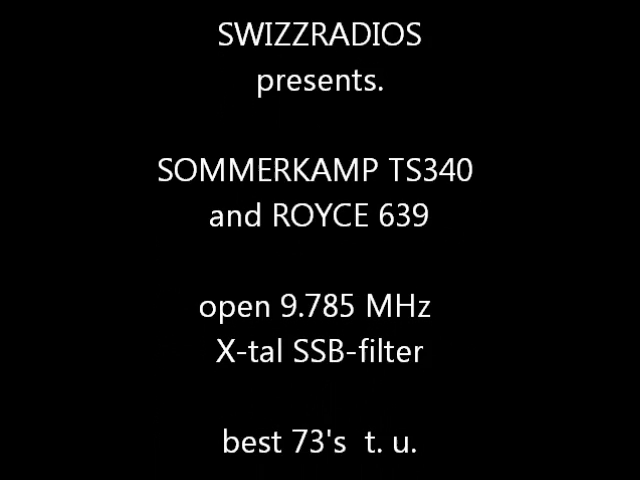 SWIZZRADIOS
presents.
SOMMERKAMP TS340
and ROYCE 639
open 9.785 MHz
X-tal SSB-filter
best 73's t. u.